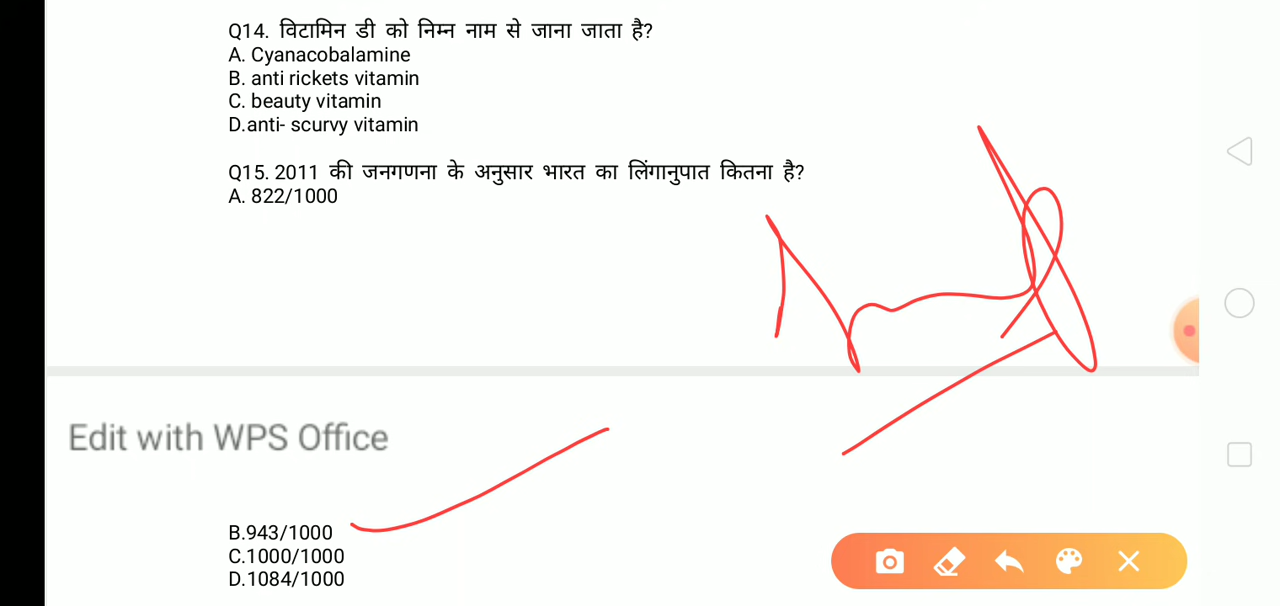 Q14. विटामिन डी को निम्न नाम से जाना जाता है?
A. Cyanacobalamine
B. anti rickets vitamin
C. beauty vitamin
D.anti- scurvy vitamin
Q15. 2011 की जनगणना के अनुसार भारत का लिंगानुपात कितना है?
A. 822/1000
Edit with WPS Office
B.943/1000
C.1000/1000
D.1084/1000